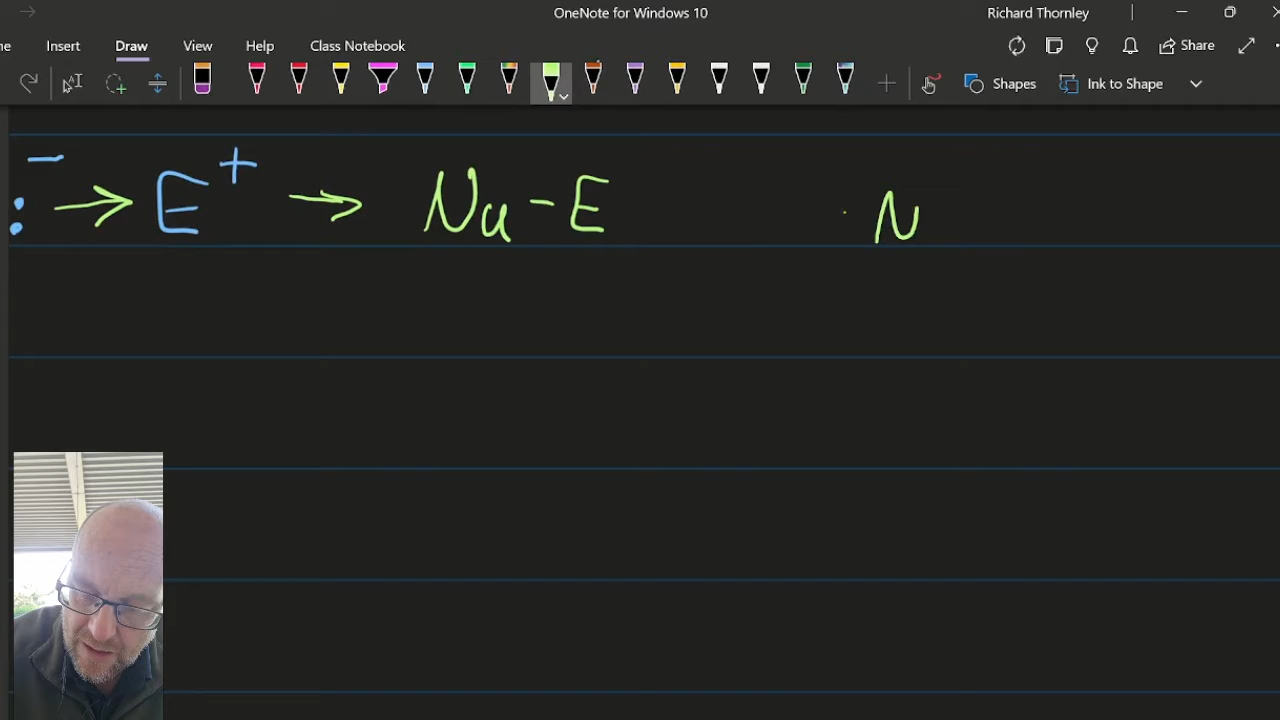 OneNote for Windows 10
Richard Thornley
Insert
Draw
View
Help
Class Notebook
Share
Shapes
Ink to Shape
:⁻ → E⁺ → Nu - E
N